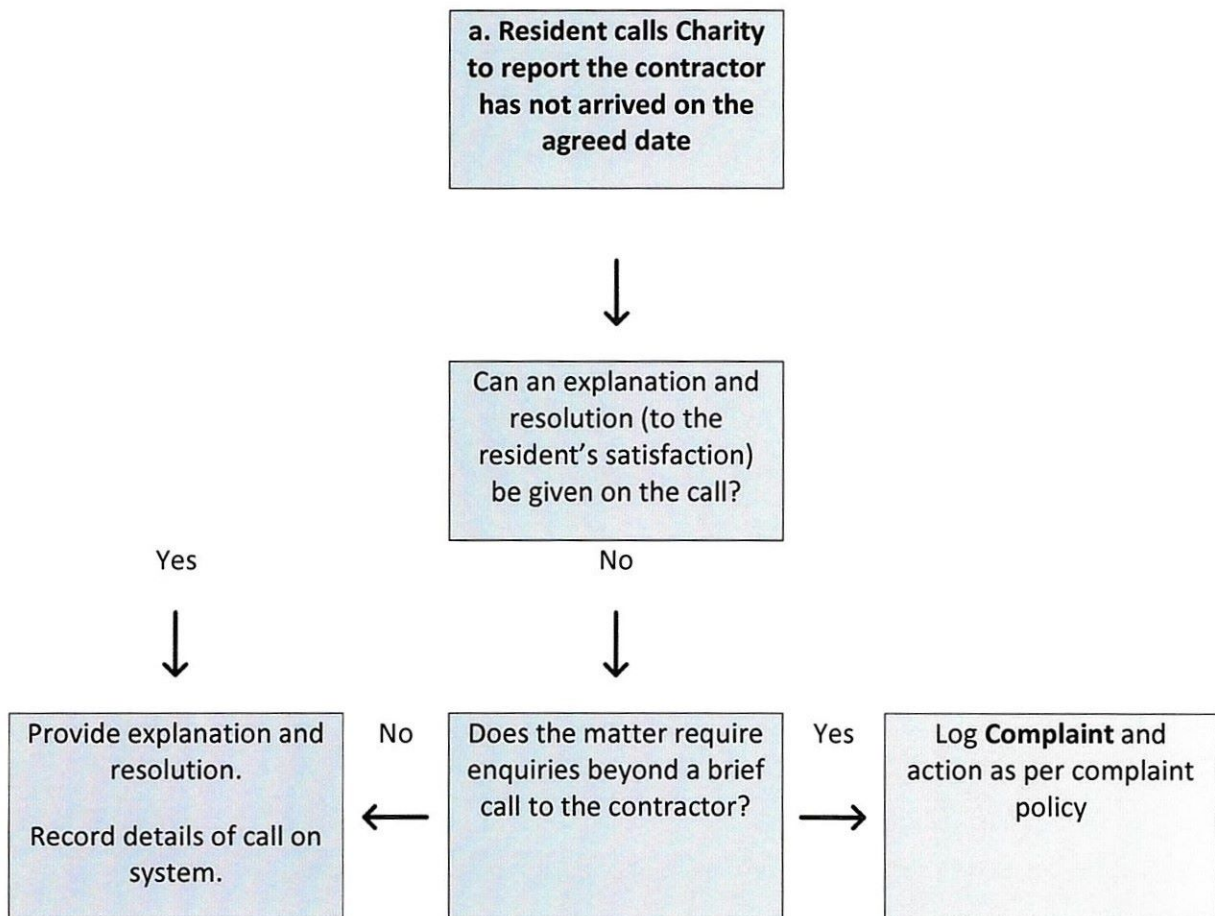 a. Resident calls Charity
to report the contractor
has not arrived on the
agreed date
Can an explanation and
resolution (to the
resident's satisfaction)
be given on the call?
Yes
No
Provide explanation and
resolution.
Record details of call on
system.
No
Does the matter require
enquiries beyond a brief
call to the contractor?
Yes
Log Complaint and
action as per complaint
policy